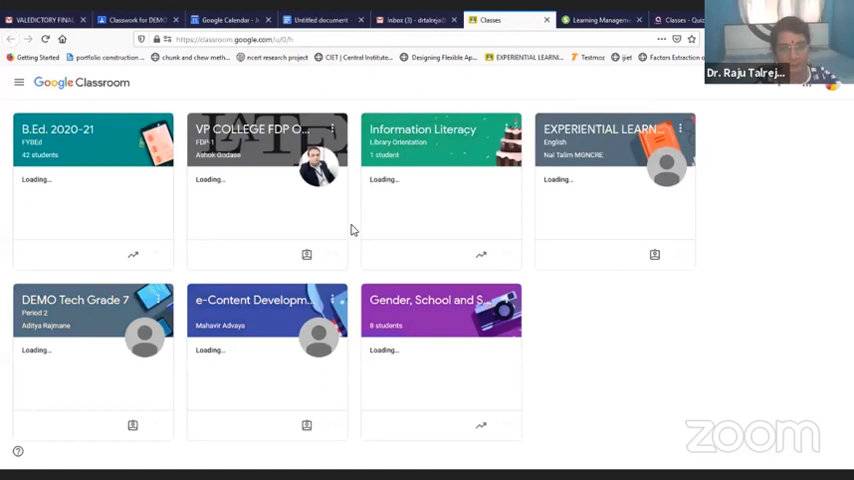 VALEDICTORY FINAL
Classwork for DEMO
Google Calendar - Ju
Untitled document
Inbox (3) - drtalreja@
Classes
Learning Manageme
Classes - Quiz
https://classroom.google.com/u/0/h
Getting Started
portfolio construction
chunk and chew meth...
ncert research project
CIET | Central Institute...
Designing Flexible Ap...
EXPERIENTIAL LEARNI...
Testmoz
ijiet
Factors Extraction o
Dr. Raju Talrej...
Google Classroom
B.Ed. 2020-21
FYBEd
42 students
Loading...
VP COLLEGE FDP O...
FDP-1
Ashok Godase
Loading...
Information Literacy
Library Orientation
1 student
Loading...
EXPERIENTIAL LEARN...
English
Nai Talim MGNCRE
Loading...
DEMO Tech Grade 7
Period 2
Aditya Rajmane
Loading...
e-Content Developm...
Mahavir Advaya
Loading...
Gender, School and S...
8 students
Loading...
zoom